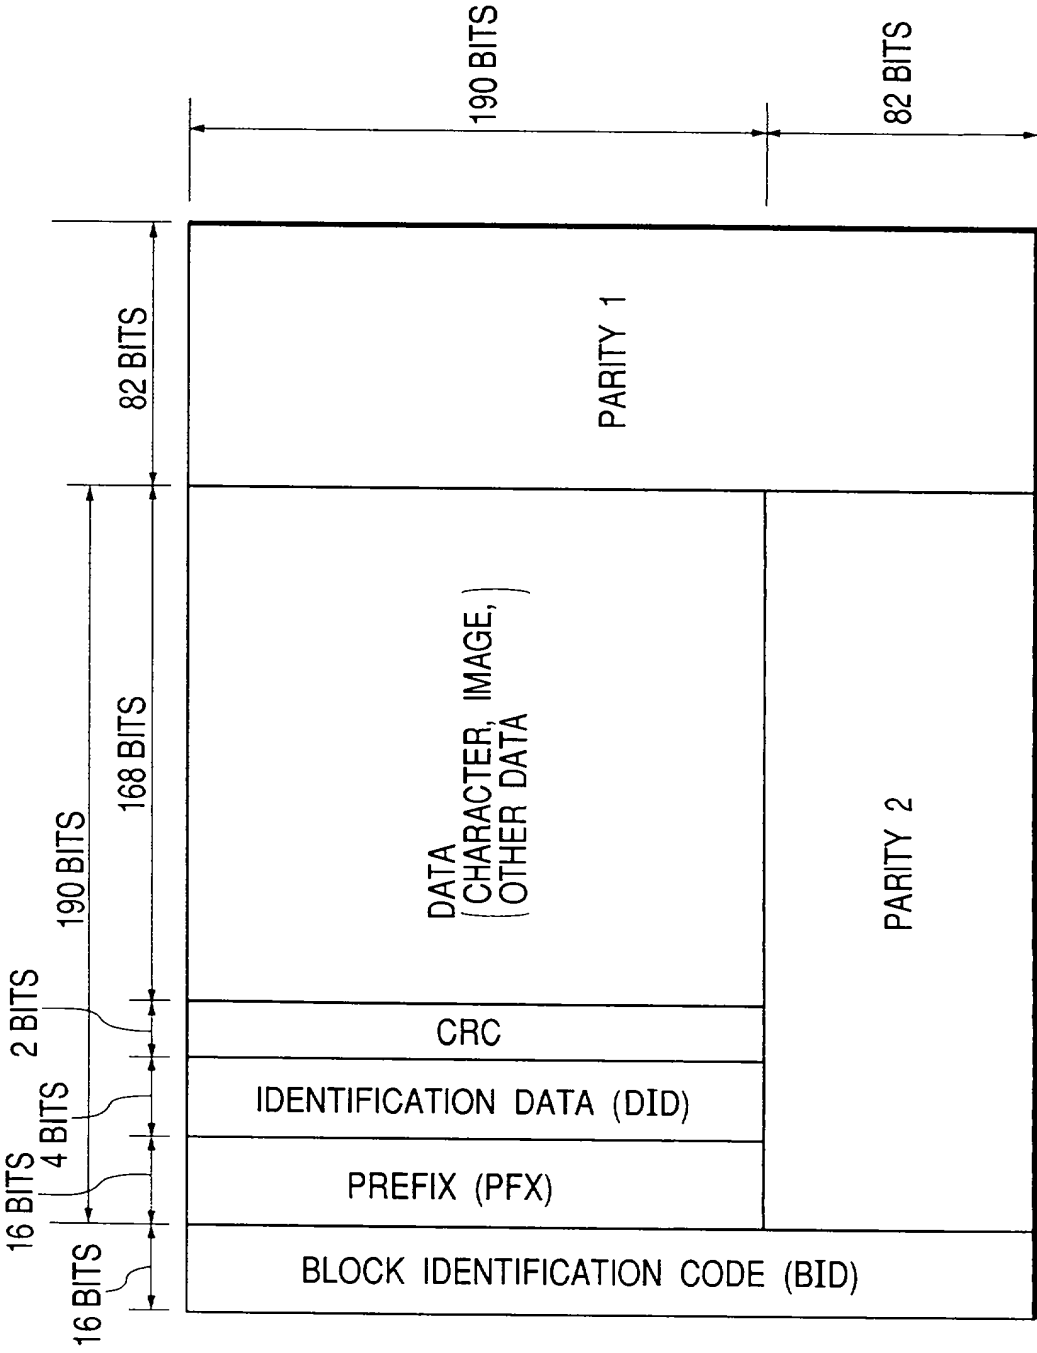 16 BITS
16 BITS
4 BITS
2 BITS
190 BITS
168 BITS
82 BITS
BLOCK IDENTIFICATION CODE (BID)
PREFIX (PFX)
IDENTIFICATION DATA (DID)
CRC
DATA
(CHARACTER, IMAGE,)
(OTHER DATA)
PARITY 1
PARITY 2
190 BITS
82 BITS